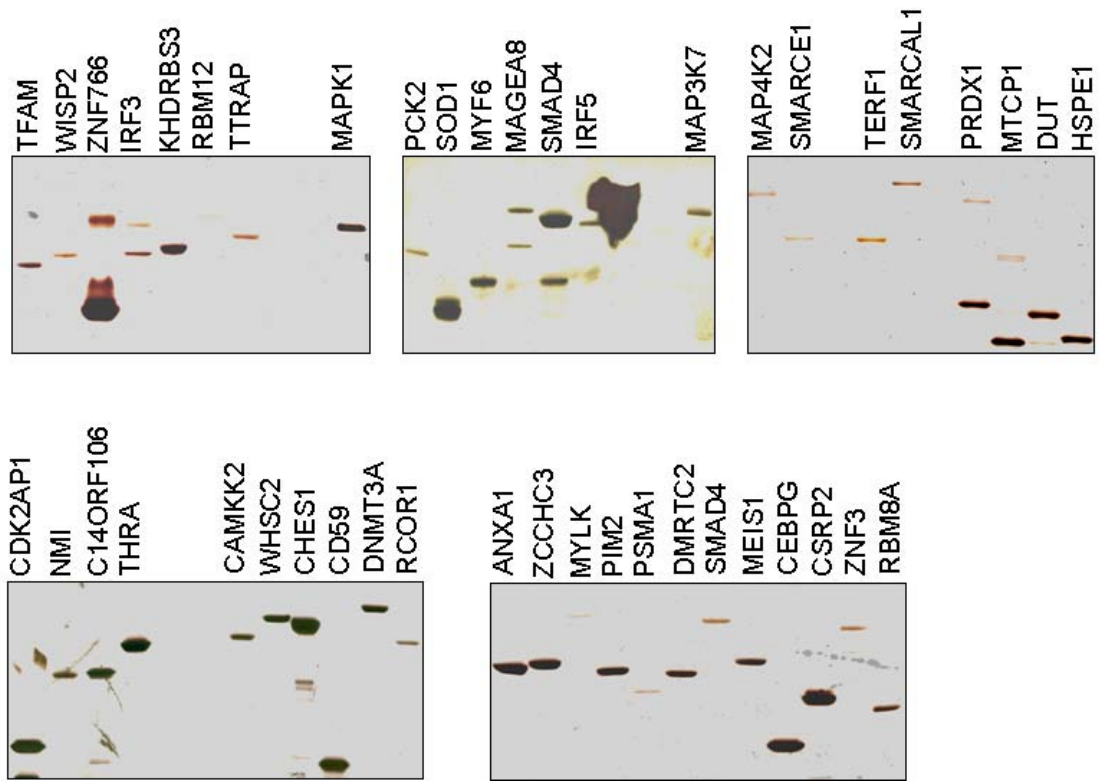 TFAM
WISP2
ZNF766
IRF3
KHDRBS3
RBM12
TTRAP
MAPK1
PCK2
SOD1
MYF6
MAGEA8
SMAD4
IRF5
MAP3K7
MAP4K2
SMARCE1
TERF1
SMARCAL1
PRDX1
MTCP1
DUT
HSPE1
CDK2AP1
NMI
C14ORF106
THRA
CAMKK2
WHSC2
CHES1
CD59
DNMT3A
RCOR1
ANXA1
ZCCHC3
MYLK
PIM2
PSMA1
DMRTC2
SMAD4
MEIS1
CEBPG
CSRP2
ZNF3
RBM8A